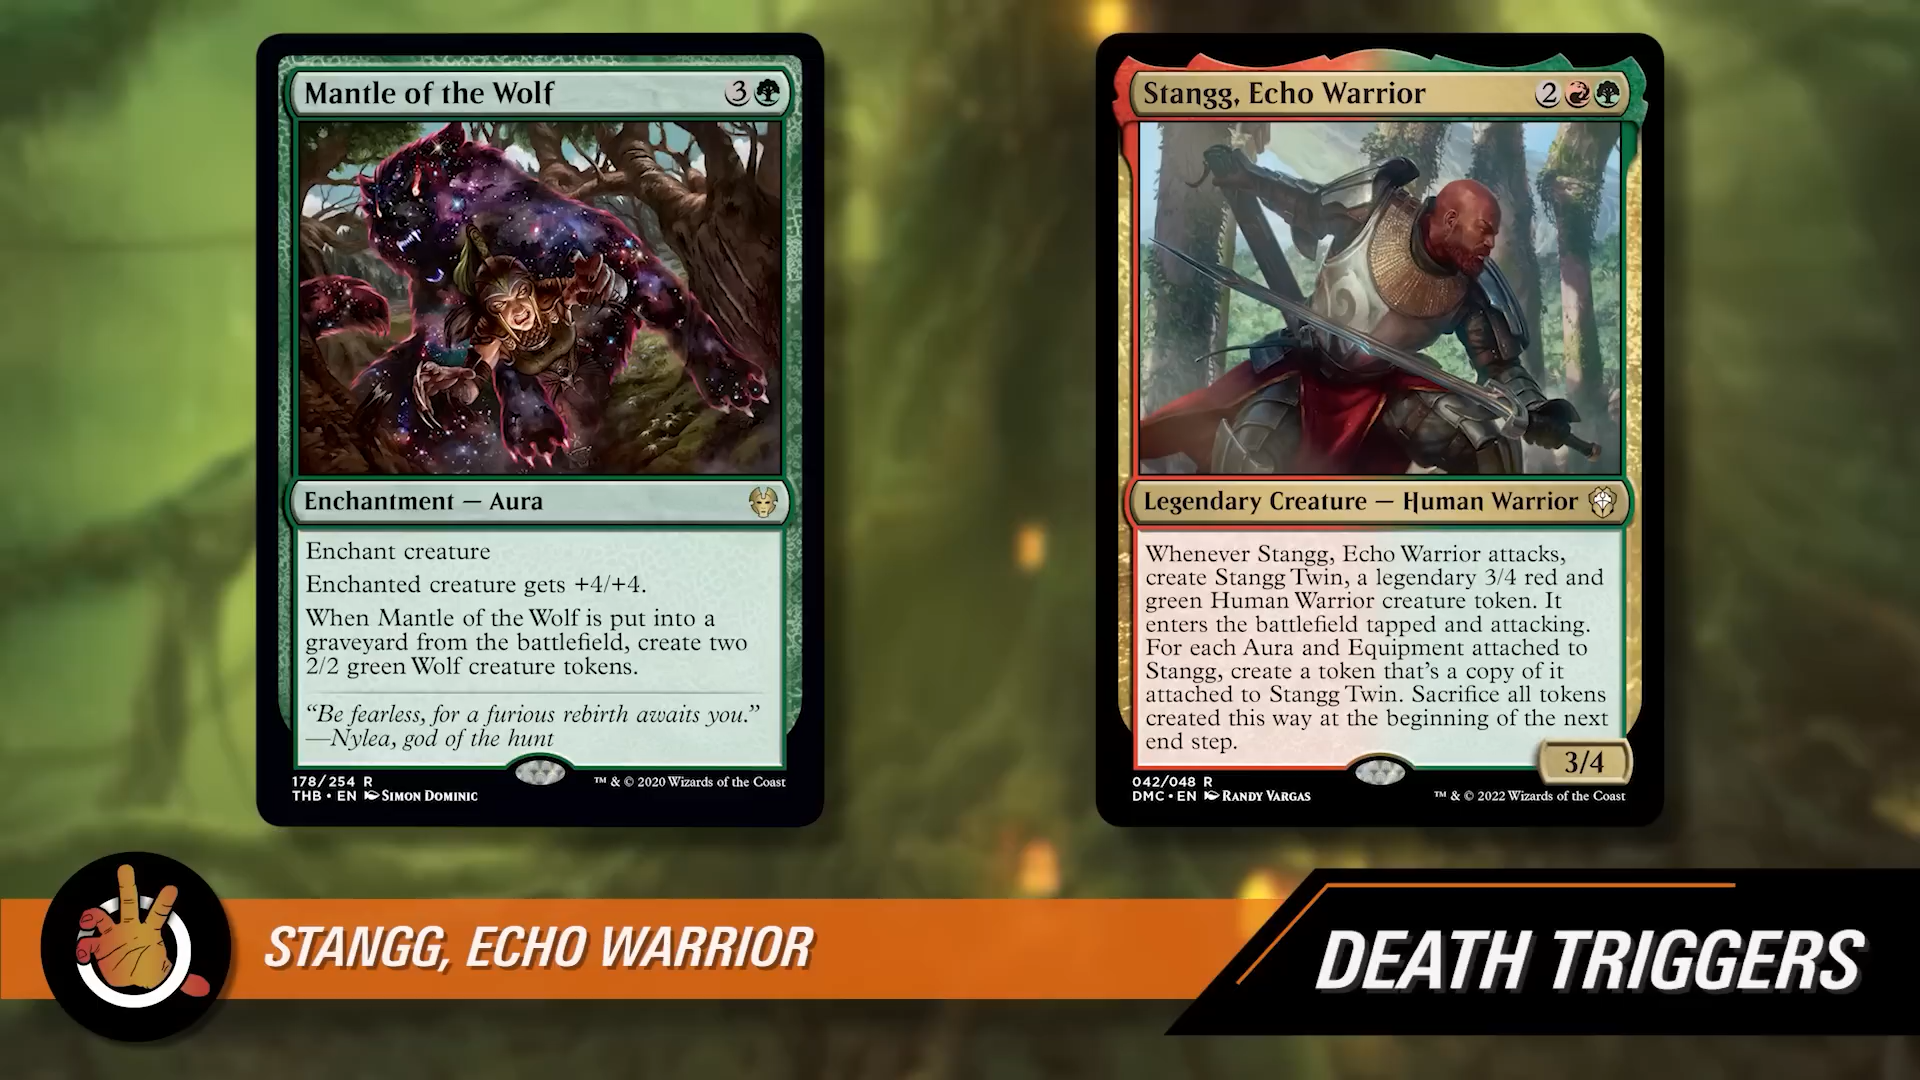 Mantle of the Wolf 3
Enchantment — Aura
Enchant creature
Enchanted creature gets +4/+4.
When Mantle of the Wolf is put into a
graveyard from the battlefield, create two
2/2 green Wolf creature tokens.
“Be fearless, for a furious rebirth awaits you.”
—Nylea, god of the hunt
178/254 R
THB • EN SIMON DOMINIC
™ & © 2020 Wizards of the Coast
Stangg, Echo Warrior 2
Legendary Creature — Human Warrior
Whenever Stangg, Echo Warrior attacks,
create Stangg Twin, a legendary 3/4 red and
green Human Warrior creature token. It
enters the battlefield tapped and attacking.
For each Aura and Equipment attached to
Stangg, create a token that’s a copy of it
attached to Stangg Twin. Sacrifice all tokens
created this way at the beginning of the next
end step.
3/4
042/048 R
DMC • EN RANDY VARGAS
™ & © 2022 Wizards of the Coast
STANGG, ECHO WARRIOR
DEATH TRIGGERS